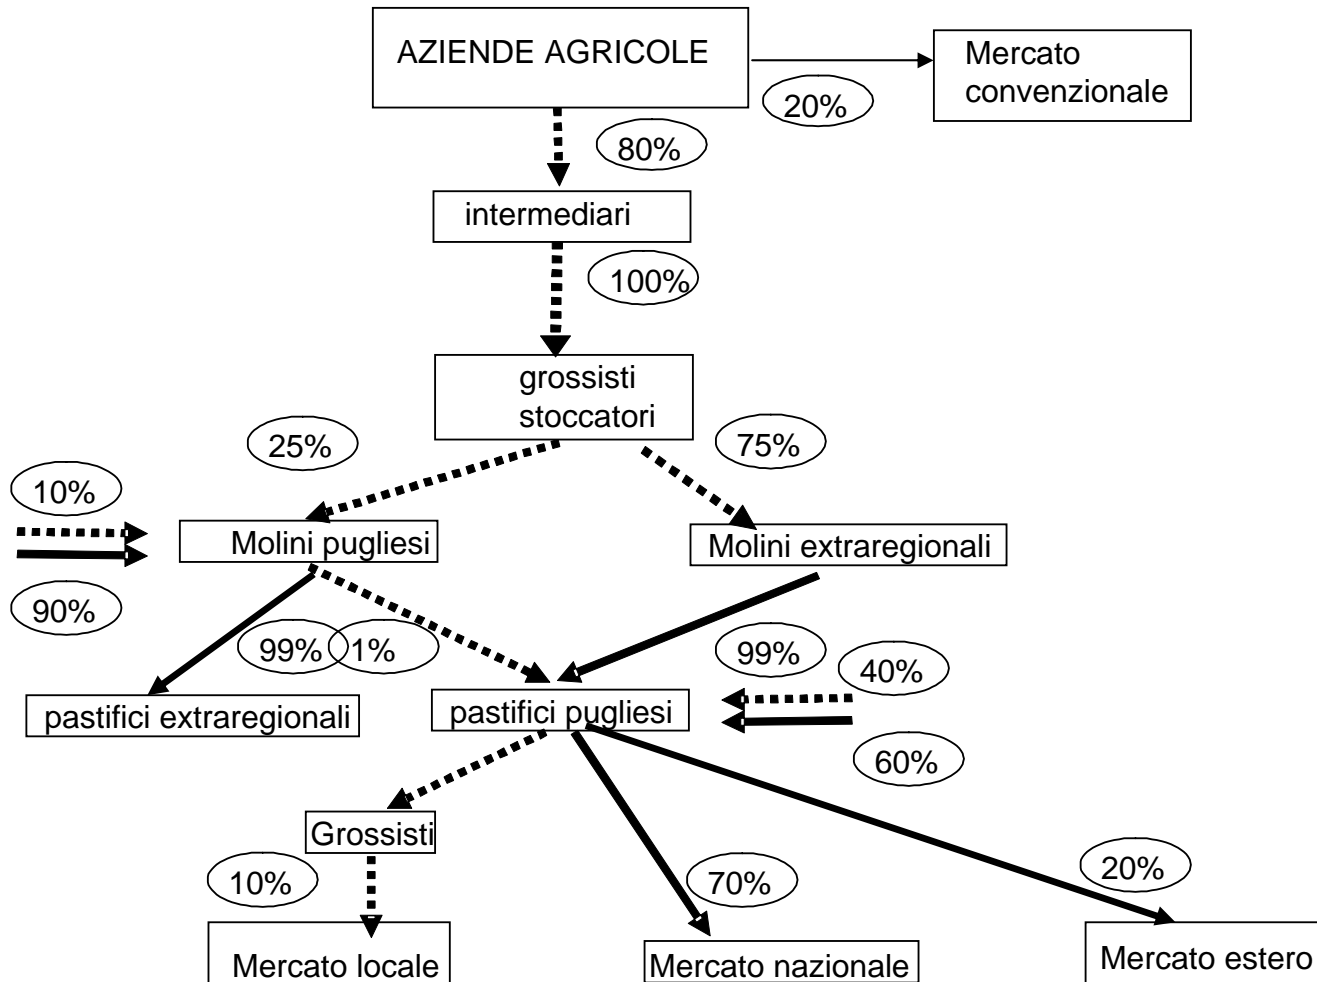 AZIENDE AGRICOLE
Mercato
convenzionale
20%
80%
intermediari
100%
grossisti
stoccatori
25%
75%
10%
Molini pugliesi
Molini extraregionali
90%
99%
1%
99%
40%
pastifici extraregionali
pastifici pugliesi
60%
Grossisti
10%
70%
20%
Mercato locale
Mercato nazionale
Mercato estero